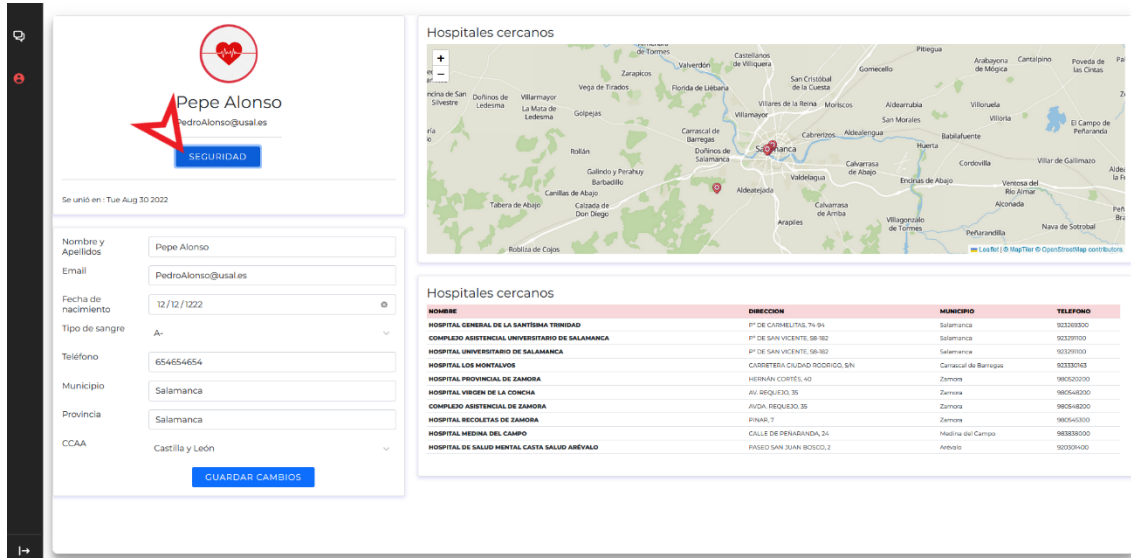 Pepe Alonso
PedroAlonso@usal.es
SEGURIDAD
Se unió en : Tue Aug 30 2022
Nombre y Apellidos
Pepe Alonso
Email
PedroAlonso@usal.es
Fecha de nacimiento
12/12/1222
Tipo de sangre
A-
Teléfono
654654654
Municipio
Salamanca
Provincia
Salamanca
CCAA
Castilla y León
GUARDAR CAMBIOS
Hospitales cercanos
+
−
de Tormes
Castellanos de Villiquera
Pitiegua
Valverdón
Zarapicos
Gomecello
Arabayona de Mógica
Cantalpino
Poveda de las Cintas
San Cristóbal de la Cuesta
Vega de Tirados
Florida de Liébana
Doñinos de Ledesma
Villarmayor
La Mata de Ledesma
Golpejas
Villares de la Reina
Moriscos
Aldearrubia
Villoruela
Villamayor
San Morales
Villoria
El Campo de Peñaranda
Carrascal de Barregas
Cabrerizos
Aldealengua
Babilafuente
Huerta
Rollán
Doñinos de Salamanca
Salamanca
Calvarrasa de Abajo
Cordovilla
Villar de Gallimazo
Galindo y Perahuy
Barbadillo
Valdelagua
Encinas de Abajo
Ventosa del Río Almar
Canillas de Abajo
Aldeatejada
Tabera de Abajo
Calzada de Don Diego
Calvarrasa de Arriba
Alconada
Arapiles
Villagonzalo de Tormes
Peñarandilla
Nava de Sotrobal
Robliza de Cojos
Leaflet | © MapTiler © OpenStreetMap contributors
Hospitales cercanos
NOMBRE DIRECCION MUNICIPIO TELEFONO
HOSPITAL GENERAL DE LA SANTÍSIMA TRINIDAD Pº DE CARMELITAS, 74-94 Salamanca 923269300
COMPLEJO ASISTENCIAL UNIVERSITARIO DE SALAMANCA Pº DE SAN VICENTE, 58-182 Salamanca 923291100
HOSPITAL UNIVERSITARIO DE SALAMANCA Pº DE SAN VICENTE, 58-182 Salamanca 923291100
HOSPITAL LOS MONTALVOS CARRETERA CIUDAD RODRIGO, S/N Carrascal de Barregas 923330163
HOSPITAL PROVINCIAL DE ZAMORA HERNÁN CORTÉS, 40 Zamora 980520200
HOSPITAL VIRGEN DE LA CONCHA AV. REQUEJO, 35 Zamora 980548200
COMPLEJO ASISTENCIAL DE ZAMORA AVDA. REQUEJO, 35 Zamora 980548200
HOSPITAL RECOLETAS DE ZAMORA PINAR, 7 Zamora 980545300
HOSPITAL MEDINA DEL CAMPO CALLE DE PEÑARANDA, 24 Medina del Campo 983838000
HOSPITAL DE SALUD MENTAL CASTA SALUD ARÉVALO PASEO SAN JUAN BOSCO, 2 Arévalo 920301400